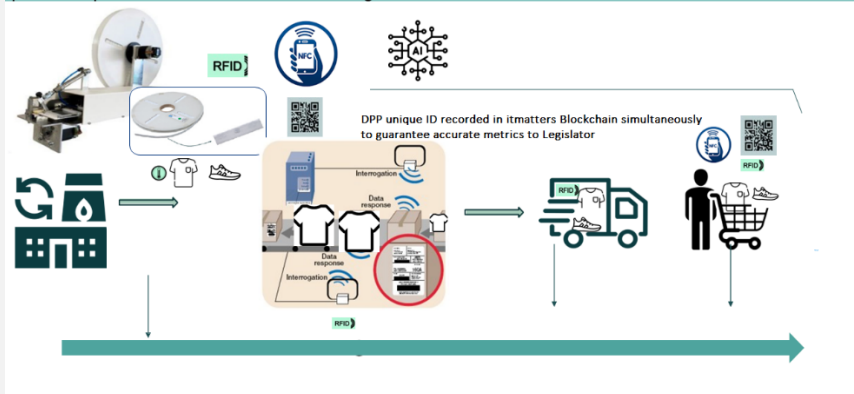 RFID
NFC
AI
DPP unique ID recorded in itmatters Blockchain simultaneously
to guarantee accurate metrics to Legislator
NFC
RFID
Interrogation
Data
response
RFID
Data
response
Interrogation
RFID